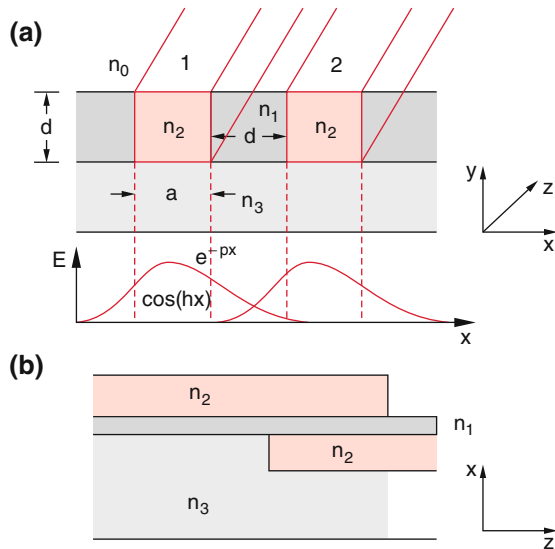 (a)
n₀ 1 2
d n₂ n₁ n₂
d
a n₃
y
z
x
E e⁻ᵖˣ
cos(hx)
x
(b)
n₂
n₁
n₂
x
n₃
z